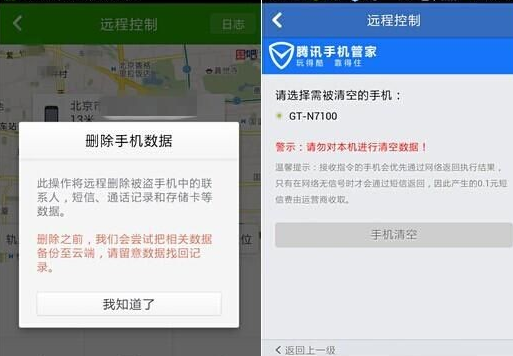 远程控制
日志
图吧
北京市
13米
删除手机数据
此操作将远程删除被盗手机中的联
系人，短信、通话记录和存储卡等
数据。
删除之前，我们会尝试把相关数据
备份至云端，请留意数据找回记
录。
我知道了
远程控制
腾讯手机管家
玩得酷 靠得住
请选择需被清空的手机：
GT-N7100
警示：请勿对本机进行清空数据！
温馨提示：接收指令的手机会优先通过网络返回执行结果，
只有在网络无信号时才会通过短信返回，因此产生的0.1元短
信费由运营商收取。
手机清空
返回上一级